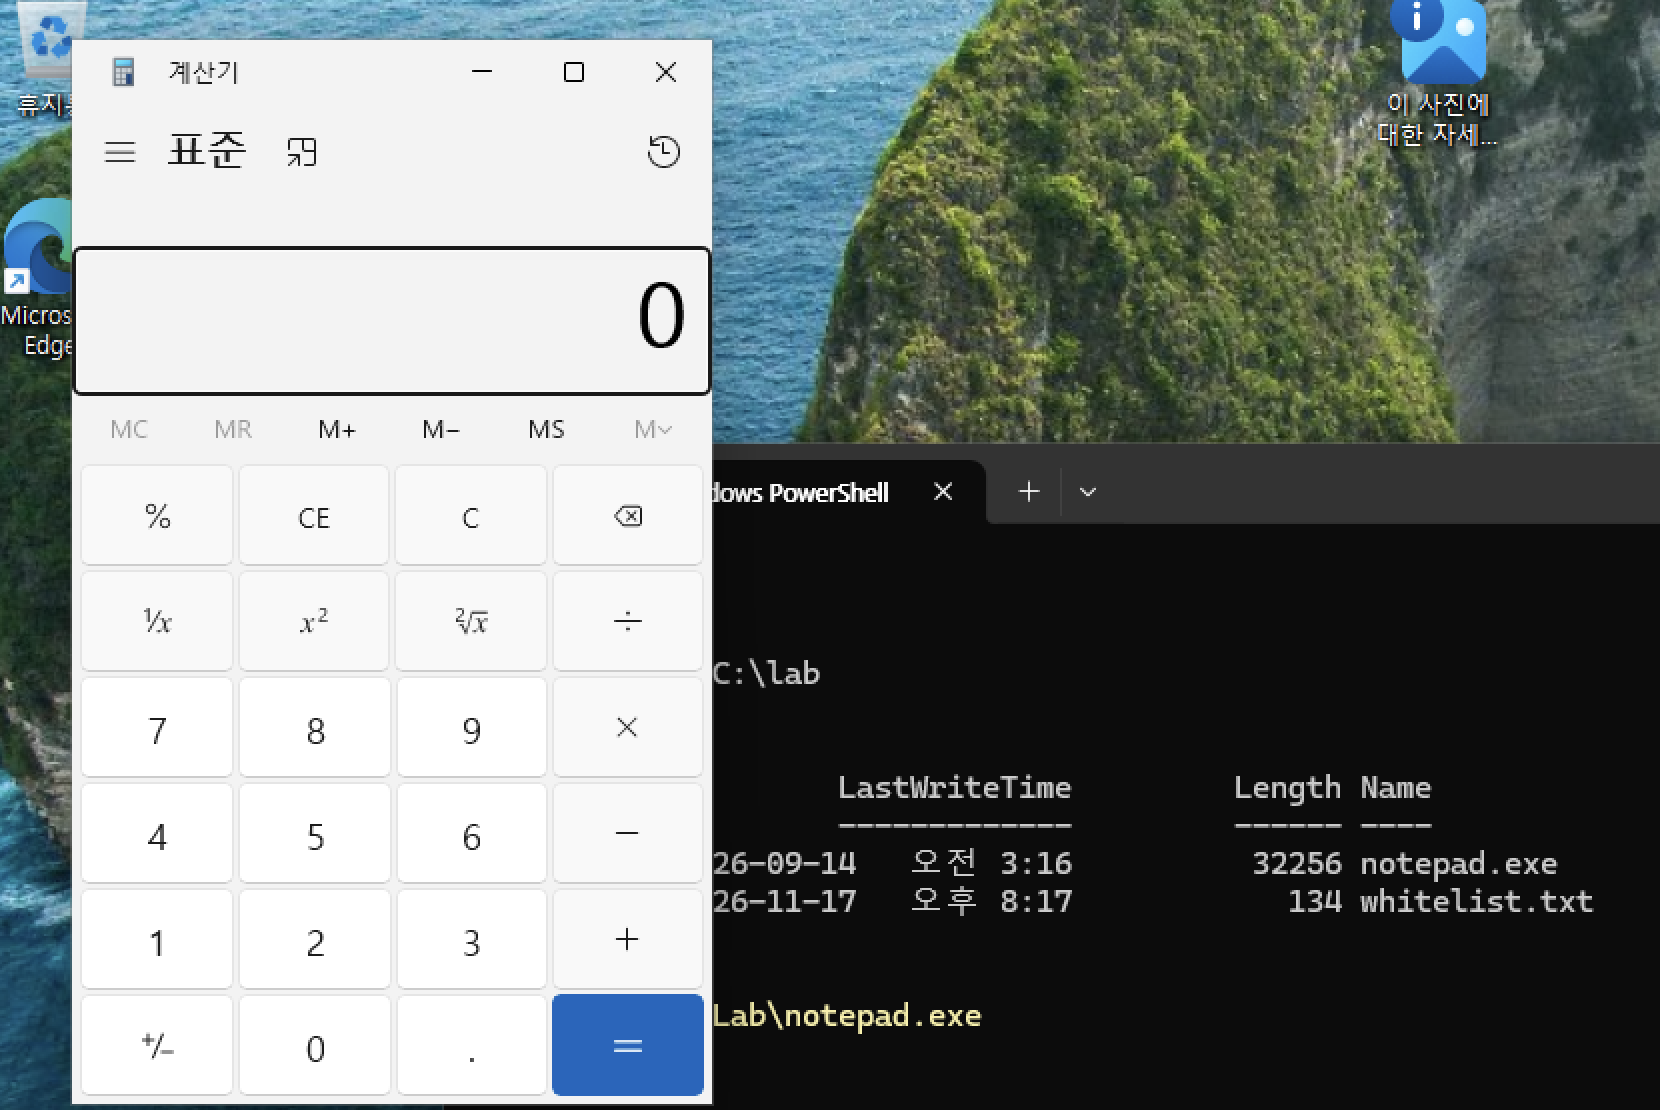 계산기
표준
0
MC MR M+ M− MS M
% CE C
¹/x x² ²√x ÷
7 8 9 ×
4 5 6 −
1 2 3 +
+/− 0 . =
휴지
Micros
Edge
이 사진에
대한 자세...
dows PowerShell
C:\lab
LastWriteTime Length Name
------------- ------ ----
26-09-14 오전 3:16 32256 notepad.exe
26-11-17 오후 8:17 134 whitelist.txt
Lab\notepad.exe